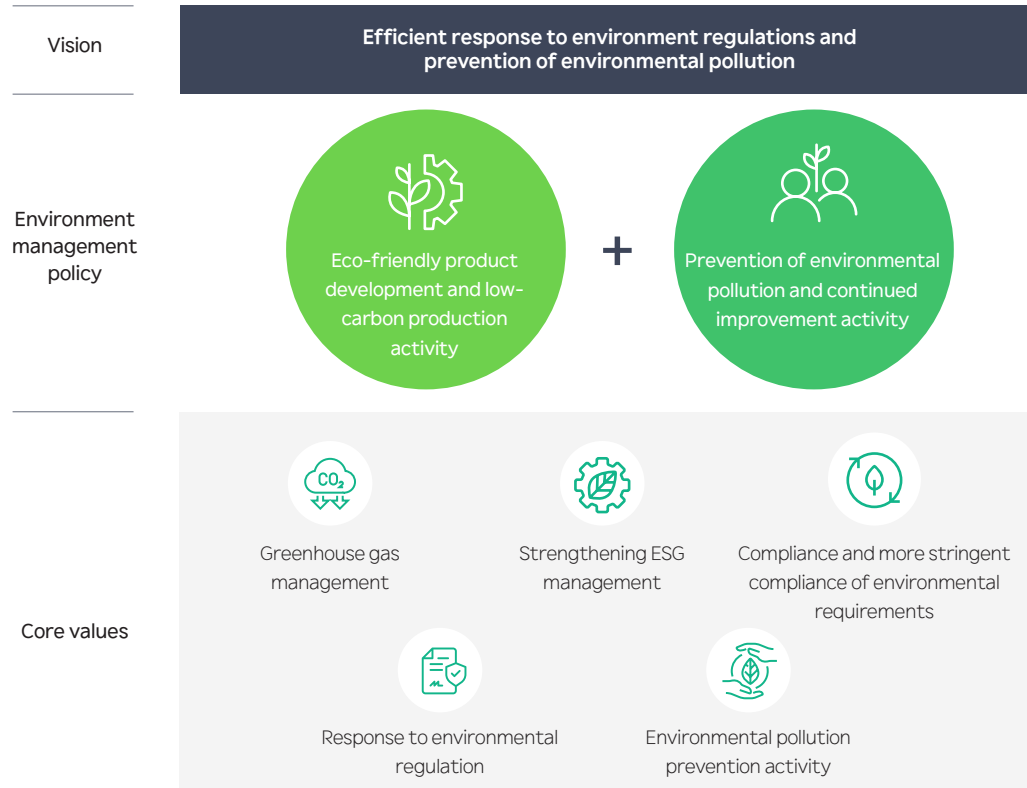 Vision
Efficient response to environment regulations and
prevention of environmental pollution
Environment
management
policy
Eco-friendly product
development and low-
carbon production
activity
+
Prevention of environmental
pollution and continued
improvement activity
Core values
CO₂
Greenhouse gas
management
Strengthening ESG
management
Compliance and more stringent
compliance of environmental
requirements
Response to environmental
regulation
Environmental pollution
prevention activity